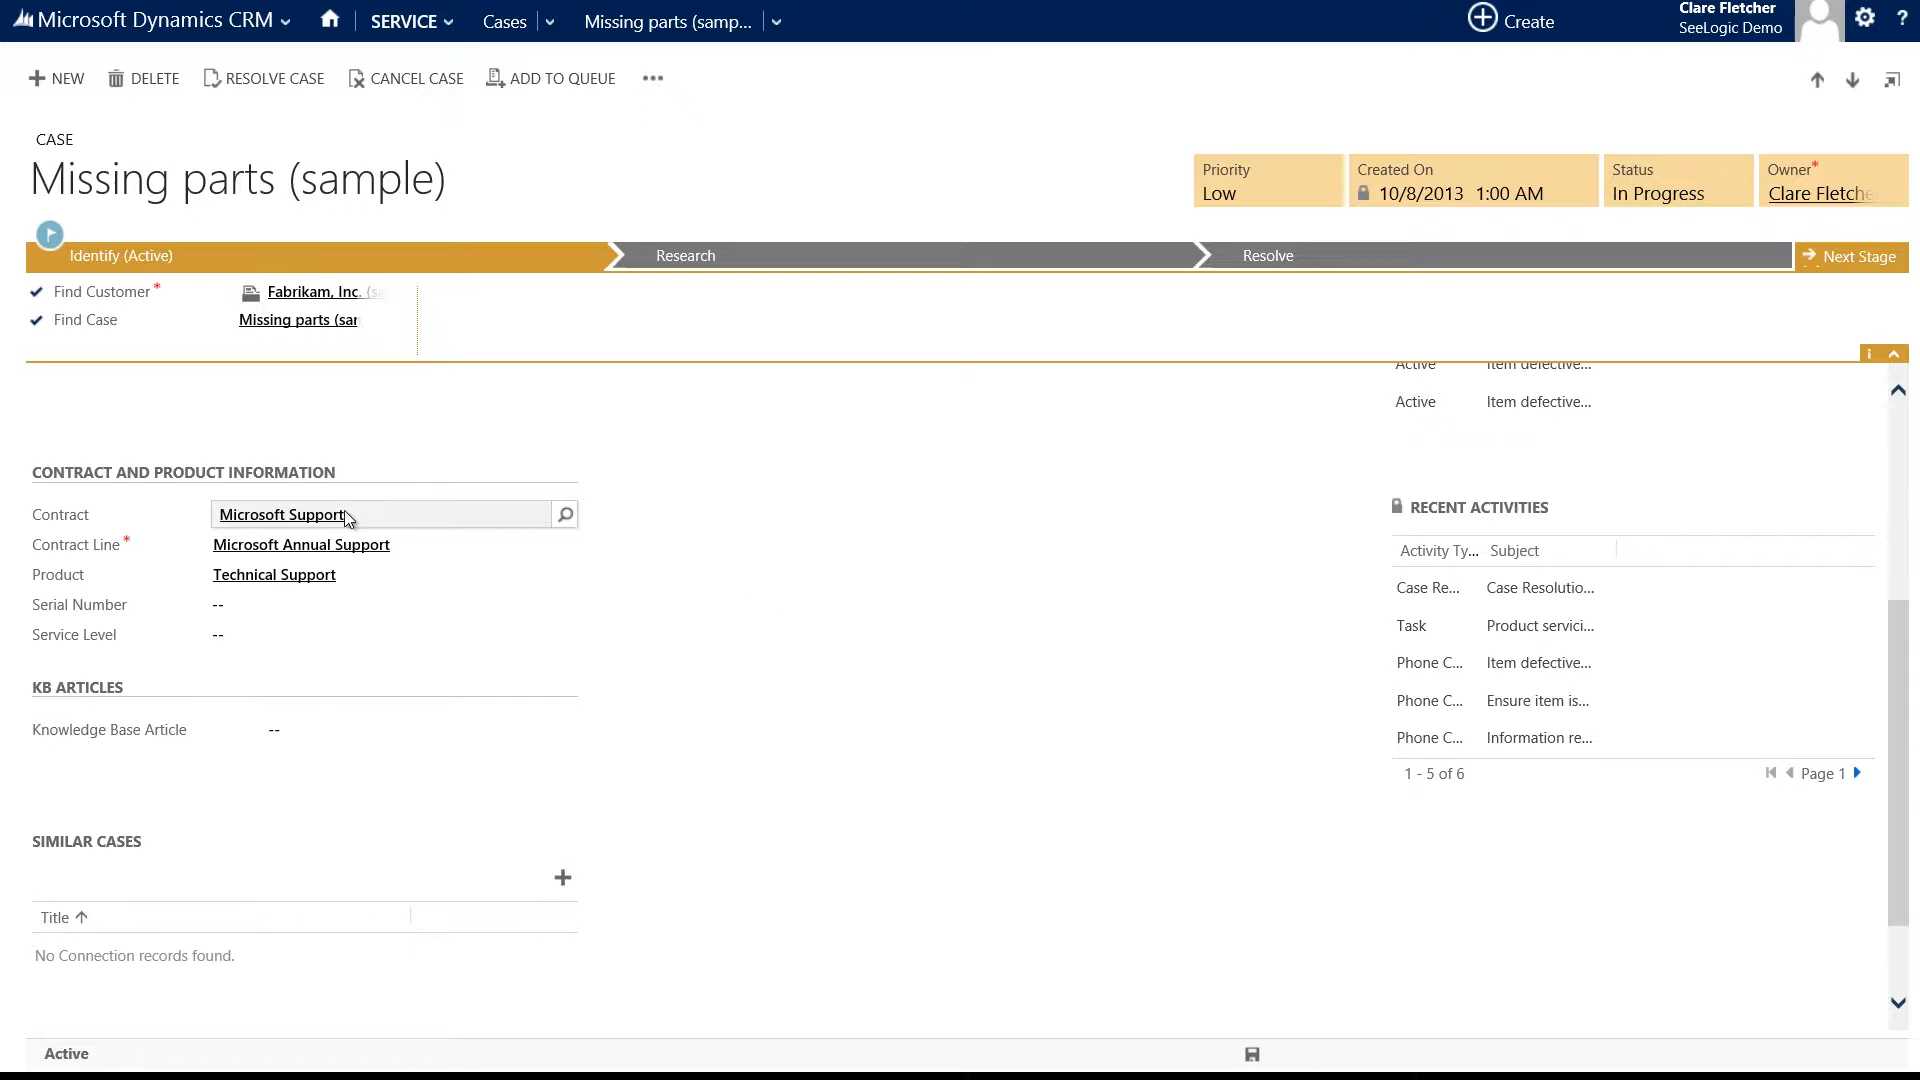 Microsoft Dynamics CRM
SERVICE
Cases
Missing parts (samp...
Create
Clare Fletcher
SeeLogic Demo
?
NEW
DELETE
RESOLVE CASE
CANCEL CASE
ADD TO QUEUE
CASE
Missing parts (sample)
Priority
Low
Created On
10/8/2013 1:00 AM
Status
In Progress
Owner*
Clare Fletche
Identify (Active)
Research
Resolve
Next Stage
Find Customer*
Fabrikam, Inc. (sa
Find Case
Missing parts (sar
i
Active Item defective...
Active Item defective...
CONTRACT AND PRODUCT INFORMATION
Contract Microsoft Support
Contract Line* Microsoft Annual Support
Product Technical Support
Serial Number --
Service Level --
KB ARTICLES
Knowledge Base Article --
SIMILAR CASES
Title
No Connection records found.
RECENT ACTIVITIES
Activity Ty... Subject
Case Re... Case Resolutio...
Task Product servici...
Phone C... Item defective...
Phone C... Ensure item is...
Phone C... Information re...
1 - 5 of 6
Page 1
Active